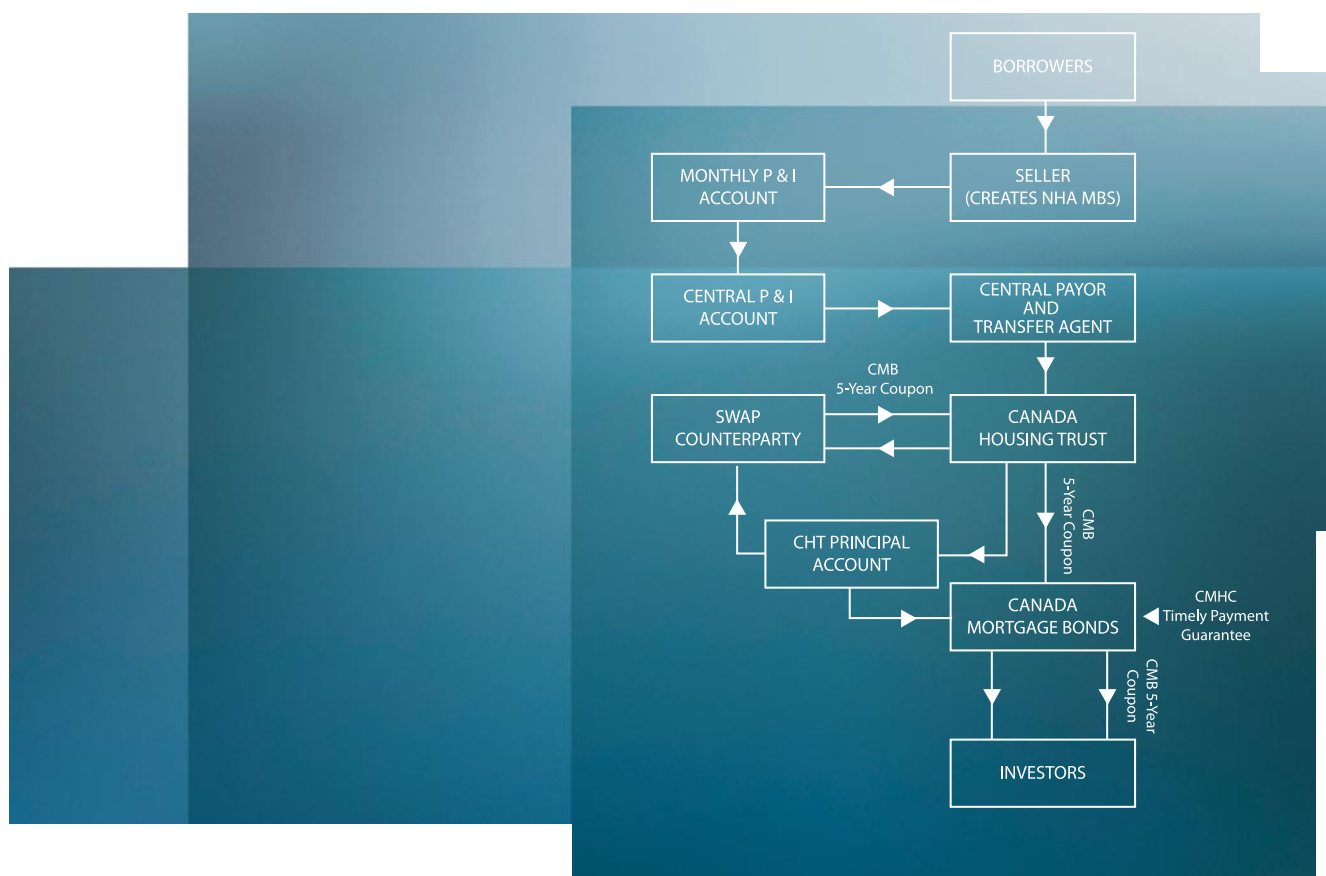 BORROWERS
MONTHLY P & I
ACCOUNT
SELLER
(CREATES NHA MBS)
CENTRAL P & I
ACCOUNT
CENTRAL PAYOR
AND
TRANSFER AGENT
CMB
5-Year Coupon
SWAP
COUNTERPARTY
CANADA
HOUSING TRUST
CMB
5-Year Coupon
CHT PRINCIPAL
ACCOUNT
CANADA
MORTGAGE BONDS
CMHC
Timely Payment
Guarantee
CMB 5-Year
Coupon
INVESTORS